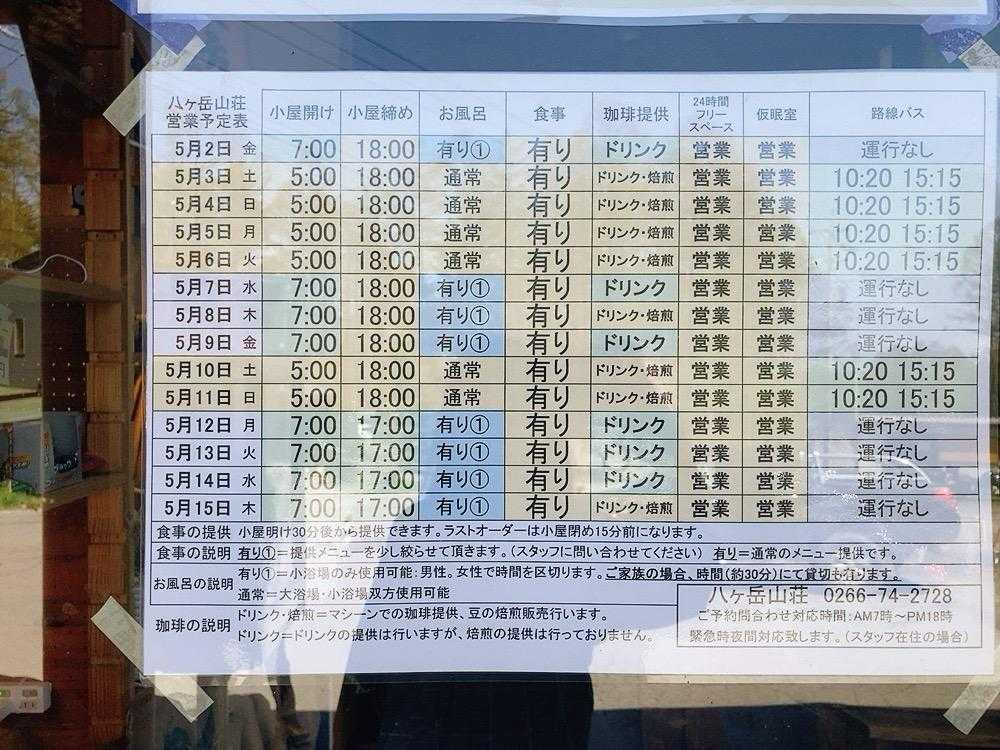 八ヶ岳山荘
営業予定表
小屋開け 小屋締め お風呂 食事 珈琲提供 24時間フリースペース 仮眠室 路線バス
5月2日 金 7:00 18:00 有り① 有り ドリンク 営業 営業 運行なし
5月3日 土 5:00 18:00 通常 有り ドリンク・焙煎 営業 営業 10:20 15:15
5月4日 日 5:00 18:00 通常 有り ドリンク・焙煎 営業 営業 10:20 15:15
5月5日 月 5:00 18:00 通常 有り ドリンク・焙煎 営業 営業 10:20 15:15
5月6日 火 5:00 18:00 通常 有り ドリンク・焙煎 営業 営業 10:20 15:15
5月7日 水 7:00 18:00 有り① 有り ドリンク 営業 営業 運行なし
5月8日 木 7:00 18:00 有り① 有り ドリンク・焙煎 営業 営業 運行なし
5月9日 金 7:00 18:00 有り① 有り ドリンク 営業 営業 運行なし
5月10日 土 5:00 18:00 通常 有り ドリンク・焙煎 営業 営業 10:20 15:15
5月11日 日 5:00 18:00 通常 有り ドリンク・焙煎 営業 営業 10:20 15:15
5月12日 月 7:00 17:00 有り① 有り ドリンク 営業 営業 運行なし
5月13日 火 7:00 17:00 有り① 有り ドリンク 営業 営業 運行なし
5月14日 水 7:00 17:00 有り① 有り ドリンク 営業 営業 運行なし
5月15日 木 7:00 17:00 有り① 有り ドリンク・焙煎 営業 営業 運行なし
食事の提供 小屋明け30分後から提供できます。ラストオーダーは小屋閉め15分前になります。
食事の説明 有り①=提供メニューを少し絞らせて頂きます。(スタッフに問い合わせてください) 有り=通常のメニュー提供です。
お風呂の説明 有り①=小浴場のみ使用可能:男性。女性で時間を区切ります。ご家族の場合、時間(約30分)にて貸切も有ります。
通常=大浴場・小浴場双方使用可能
珈琲の説明 ドリンク・焙煎=マシーンでの珈琲提供、豆の焙煎販売行います。
ドリンク=ドリンクの提供は行いますが、焙煎の提供は行っておりません。
八ヶ岳山荘 0266-74-2728
ご予約問合わせ対応時間:AM7時~PM18時
緊急時夜間対応致します。(スタッフ在住の場合)